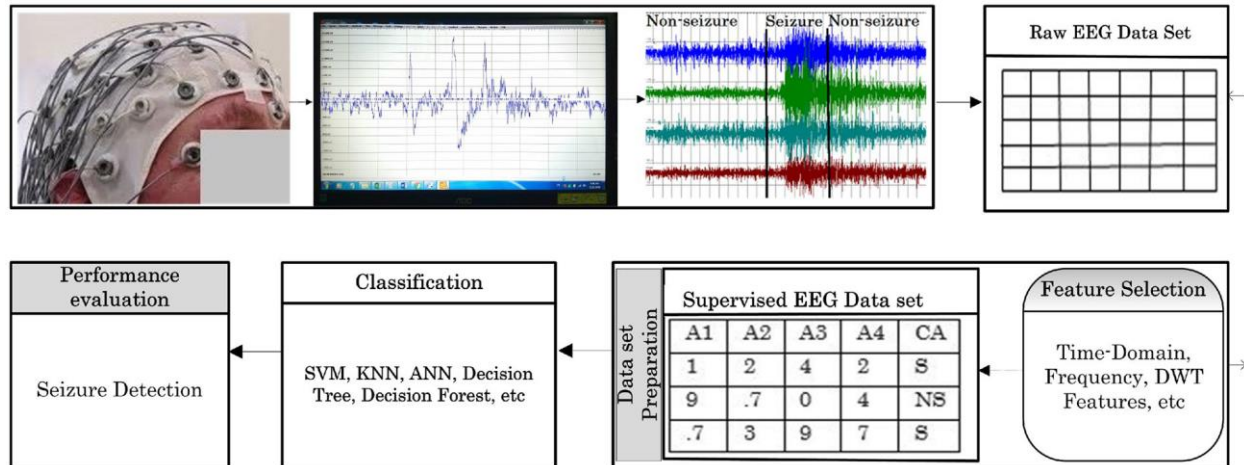 Non-seizure Seizure Non-seizure
Raw EEG Data Set
Performance
evaluation
Seizure Detection
Classification
SVM, KNN, ANN, Decision
Tree, Decision Forest, etc
Data set
Preparation
Supervised EEG Data set
A1 A2 A3 A4 CA
1 2 4 2 S
9 .7 0 4 NS
.7 3 9 7 S
Feature Selection
Time-Domain,
Frequency, DWT
Features, etc